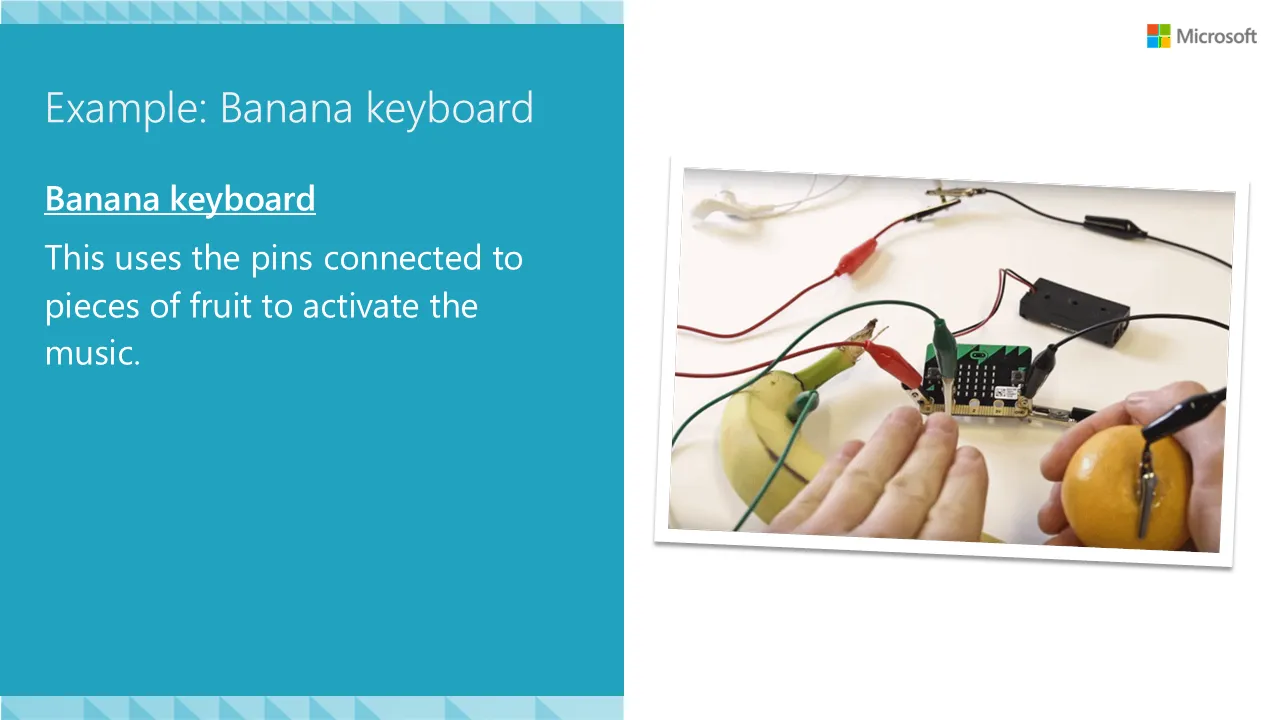 Microsoft
Example: Banana keyboard
Banana keyboard
This uses the pins connected to
pieces of fruit to activate the
music.